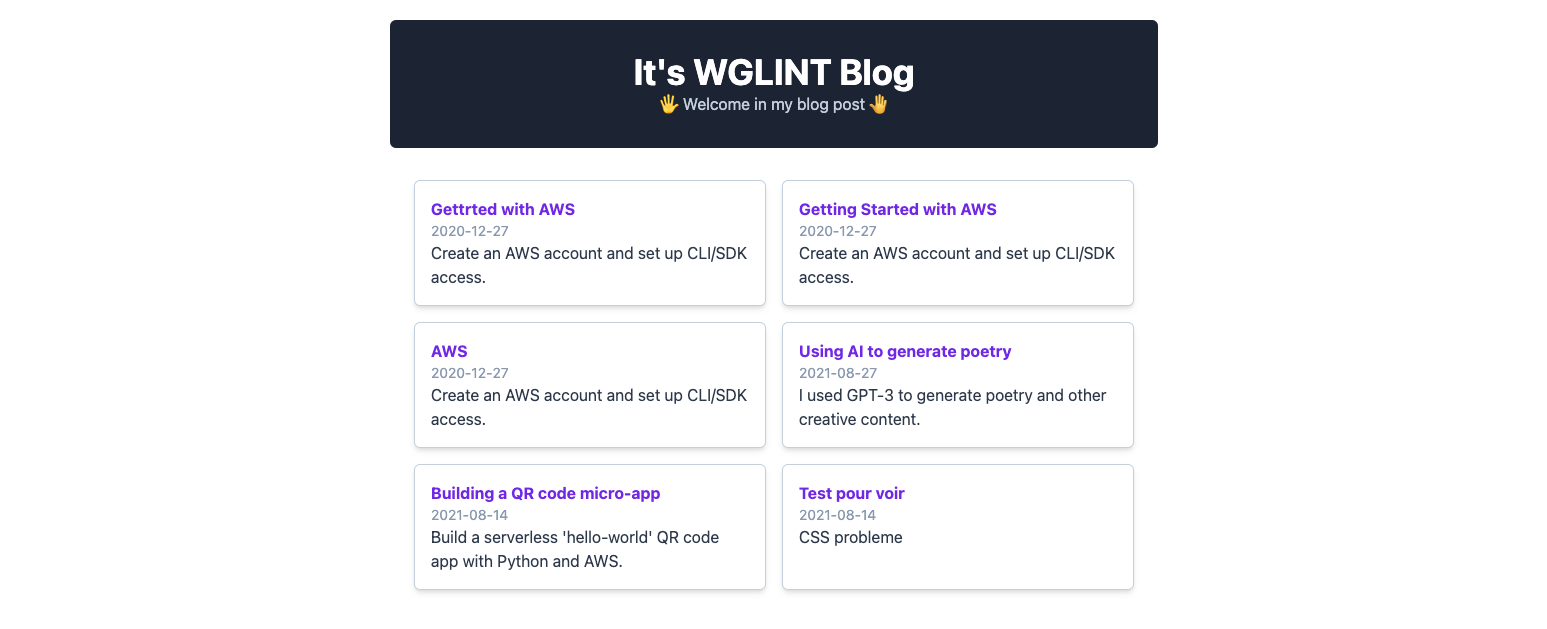 It's WGLINT Blog
🖐 Welcome in my blog post 🤚
Gettrted with AWS
2020-12-27
Create an AWS account and set up CLI/SDK
access.
Getting Started with AWS
2020-12-27
Create an AWS account and set up CLI/SDK
access.
AWS
2020-12-27
Create an AWS account and set up CLI/SDK
access.
Using AI to generate poetry
2021-08-27
I used GPT-3 to generate poetry and other
creative content.
Building a QR code micro-app
2021-08-14
Build a serverless 'hello-world' QR code
app with Python and AWS.
Test pour voir
2021-08-14
CSS probleme